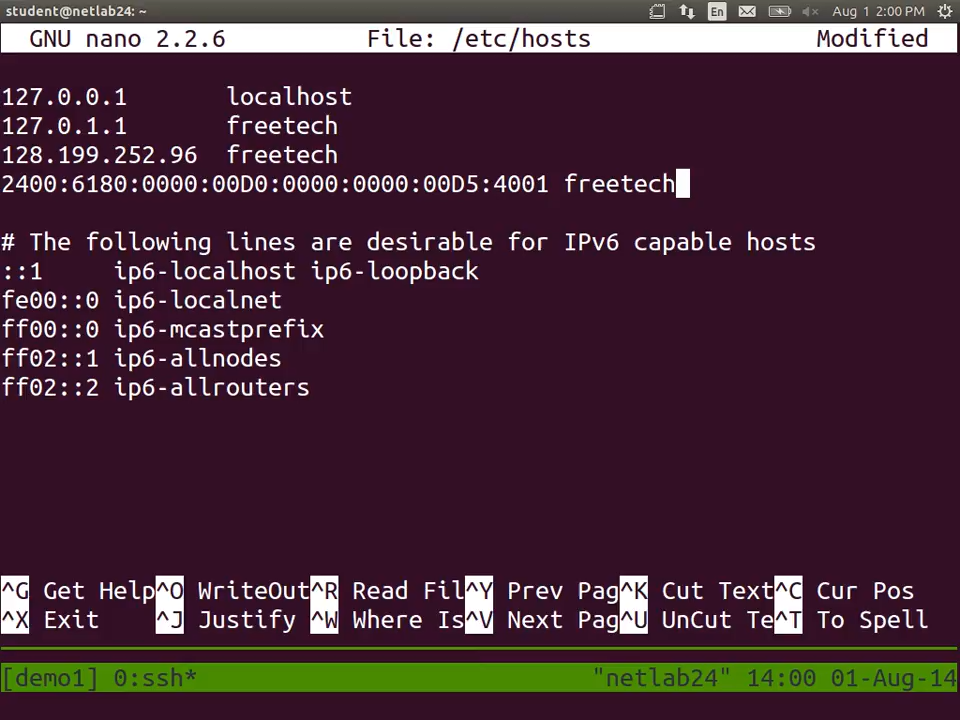 student@netlab24: ~ En Aug 1 2:00 PM
GNU nano 2.2.6 File: /etc/hosts Modified
127.0.0.1 localhost
127.0.1.1 freetech
128.199.252.96 freetech
2400:6180:0000:00D0:0000:0000:00D5:4001 freetech
# The following lines are desirable for IPv6 capable hosts
::1 ip6-localhost ip6-loopback
fe00::0 ip6-localnet
ff00::0 ip6-mcastprefix
ff02::1 ip6-allnodes
ff02::2 ip6-allrouters
^G Get Help^O WriteOut^R Read Fil^Y Prev Pag^K Cut Text^C Cur Pos
^X Exit ^J Justify ^W Where Is^V Next Pag^U UnCut Te^T To Spell
[demo1] 0:ssh* "netlab24" 14:00 01-Aug-14